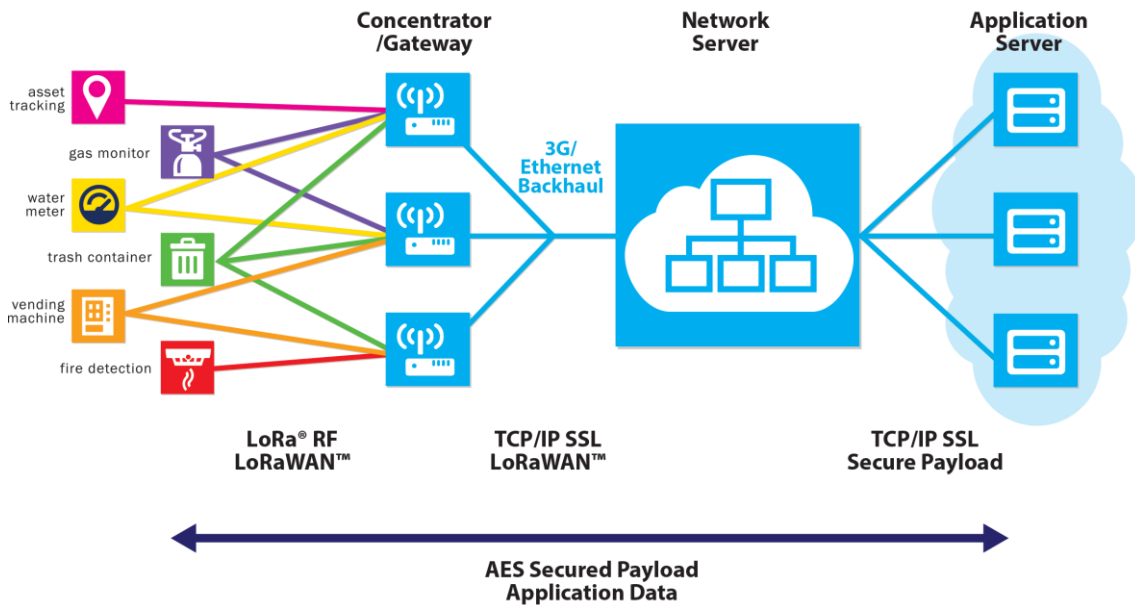 Concentrator
/Gateway
Network
Server
Application
Server
asset
tracking
gas monitor
water
meter
trash container
vending
machine
fire detection
3G/
Ethernet
Backhaul
LoRa® RF
LoRaWAN™
TCP/IP SSL
LoRaWAN™
TCP/IP SSL
Secure Payload
AES Secured Payload
Application Data